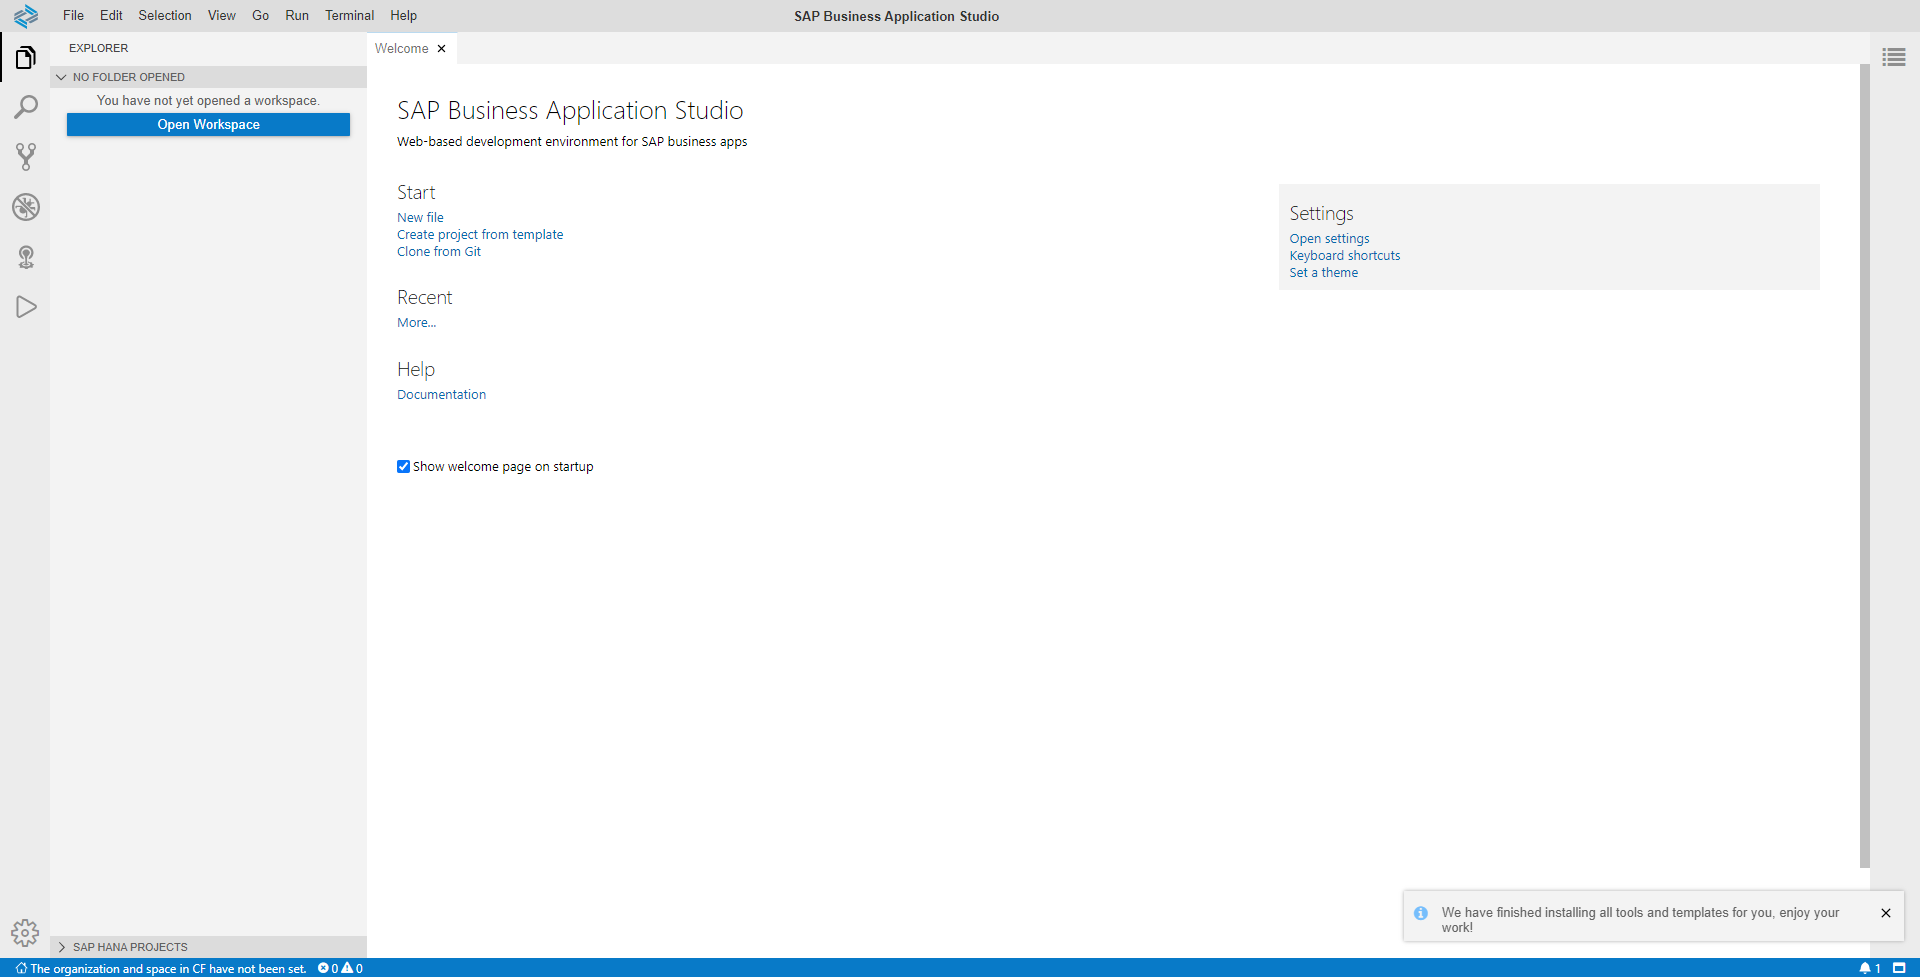 File Edit Selection View Go Run Terminal Help
SAP Business Application Studio
EXPLORER
NO FOLDER OPENED
You have not yet opened a workspace.
Open Workspace
SAP HANA PROJECTS
Welcome
SAP Business Application Studio
Web-based development environment for SAP business apps
Start
New file
Create project from template
Clone from Git
Recent
More...
Help
Documentation
Show welcome page on startup
Settings
Open settings
Keyboard shortcuts
Set a theme
We have finished installing all tools and templates for you, enjoy your
work!
The organization and space in CF have not been set. 0 0
1